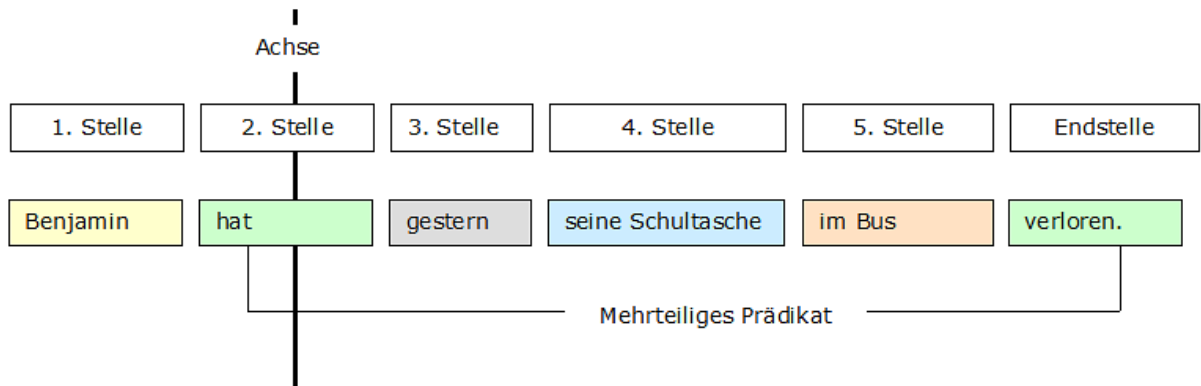 Achse
1. Stelle 2. Stelle 3. Stelle 4. Stelle 5. Stelle Endstelle
Benjamin hat gestern seine Schultasche im Bus verloren.
Mehrteiliges Prädikat